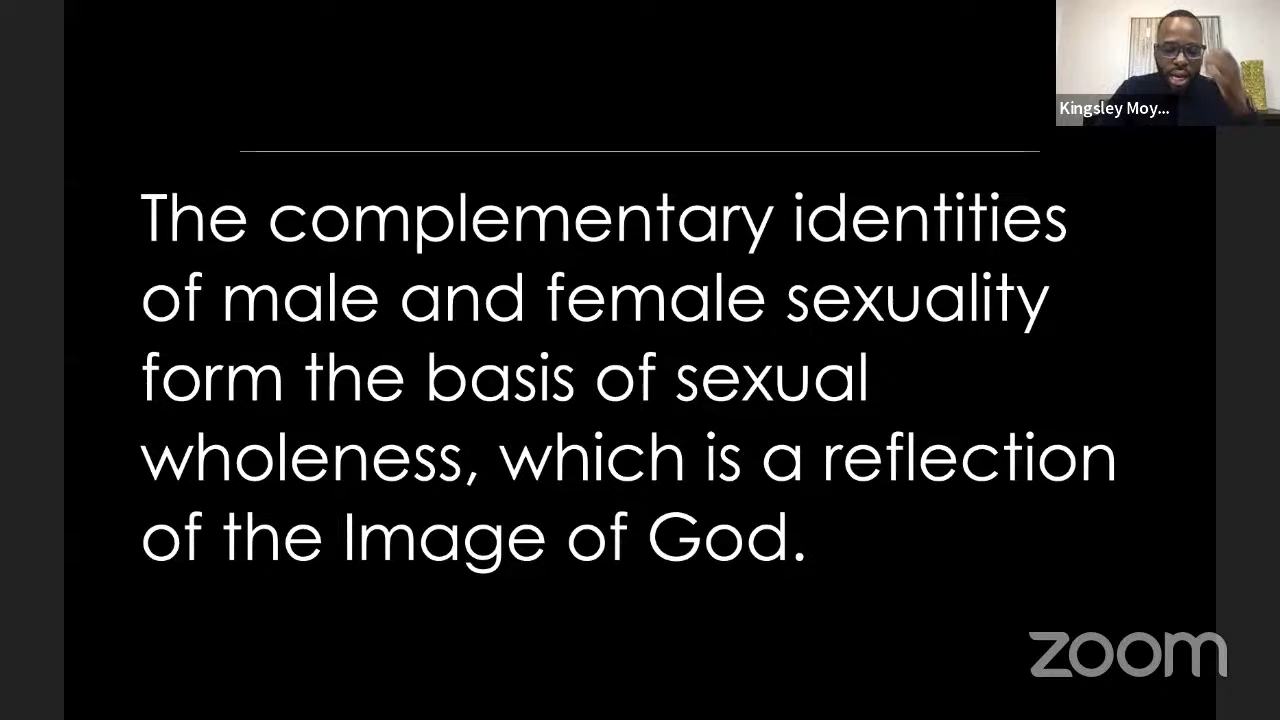 Kingsley Moy...
The complementary identities
of male and female sexuality
form the basis of sexual
wholeness, which is a reflection
of the Image of God.
zoom